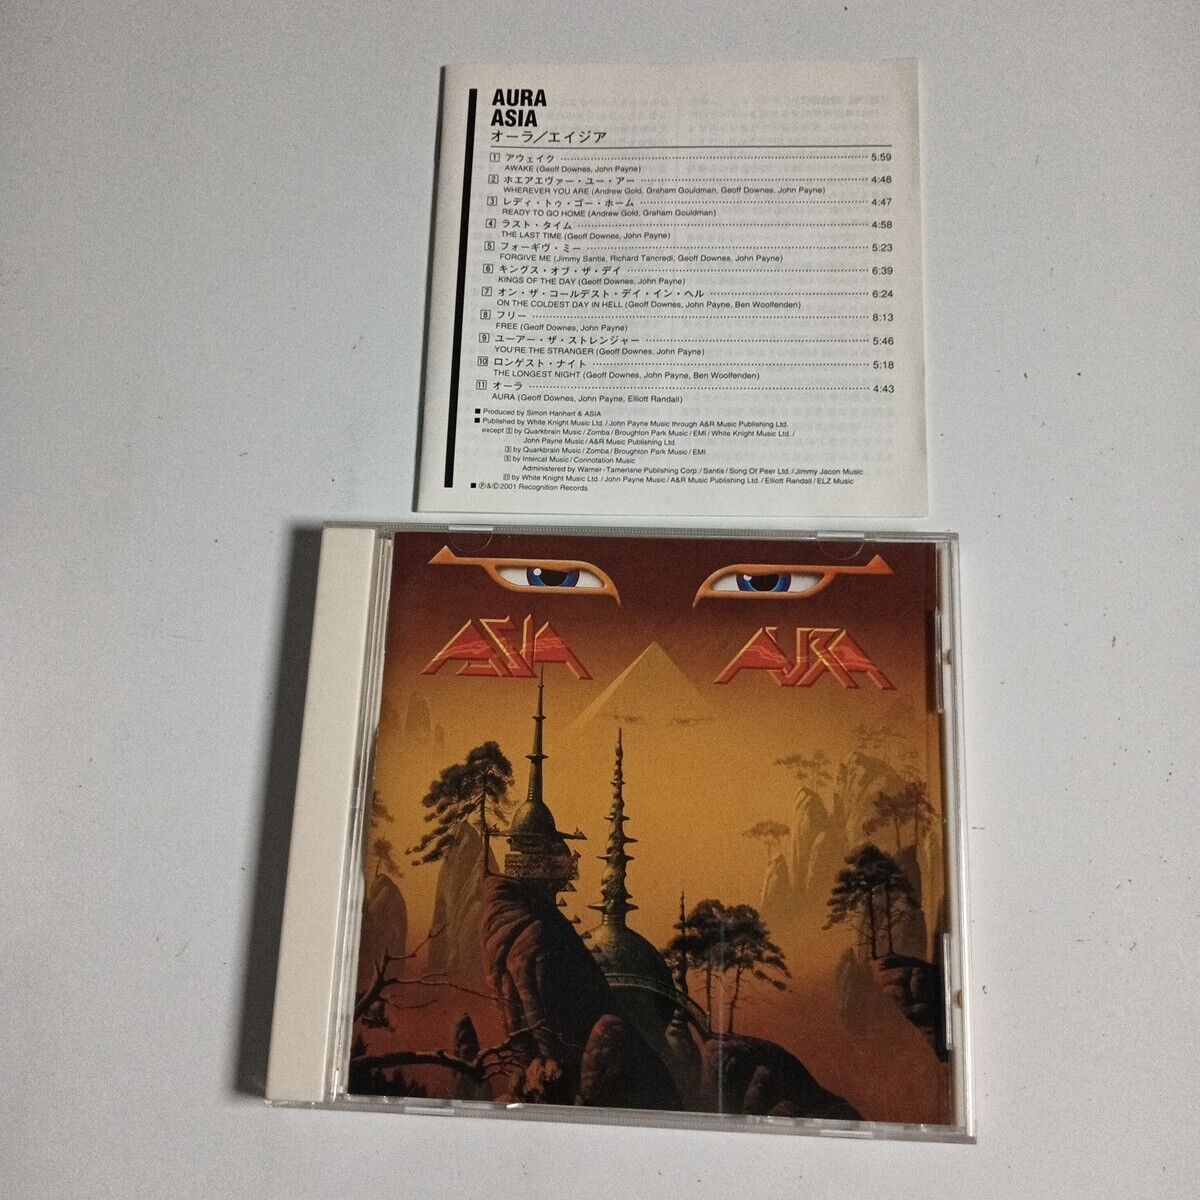 AURA
ASIA
オーラ／エイジア
1 アウェイク 5:59
AWAKE (Geoff Downes, John Payne)
2 ホエアエヴァー・ユー・アー 4:48
WHEREVER YOU ARE (Andrew Gold, Graham Gouldman, Geoff Downes, John Payne)
3 レディ・トゥ・ゴー・ホーム 4:47
READY TO GO HOME (Andrew Gold, Graham Gouldman)
4 ラスト・タイム 4:58
THE LAST TIME (Geoff Downes, John Payne)
5 フォーギヴ・ミー 5:23
FORGIVE ME (Jimmy Santis, Richard Tancredi, Geoff Downes, John Payne)
6 キングス・オブ・ザ・デイ 6:39
KINGS OF THE DAY (Geoff Downes, John Payne)
7 オン・ザ・コールデスト・デイ・イン・ヘル 6:24
ON THE COLDEST DAY IN HELL (Geoff Downes, John Payne, Ben Woolfenden)
8 フリー 8:13
FREE (Geoff Downes, John Payne)
9 ユーアー・ザ・ストレンジャー 5:46
YOU'RE THE STRANGER (Geoff Downes, John Payne)
10 ロンゲスト・ナイト 5:18
THE LONGEST NIGHT (Geoff Downes, John Payne, Ben Woolfenden)
11 オーラ 4:43
AURA (Geoff Downes, John Payne, Elliott Randall)
■ Produced by Simon Hanhart & ASIA
■ Published by White Knight Music Ltd. / John Payne Music through A&R Music Publishing Ltd.
except 2 by Quarkbrain Music / Zomba / Broughton Park Music / EMI / White Knight Music Ltd. /
John Payne Music / A&R Music Publishing Ltd.
3 by Quarkbrain Music / Zomba / Broughton Park Music / EMI
5 by Intercat Music / Connotation Music
Administered by Warner-Tamerlane Publishing Corp. / Santis / Song Of Peer Ltd. / Jimmy Jacon Music
11 by White Knight Music Ltd. / John Payne Music / A&R Music Publishing Ltd. / Elliott Randall / ELZ Music
■ ℗&©2001 Recognition Records
ASIA AURA